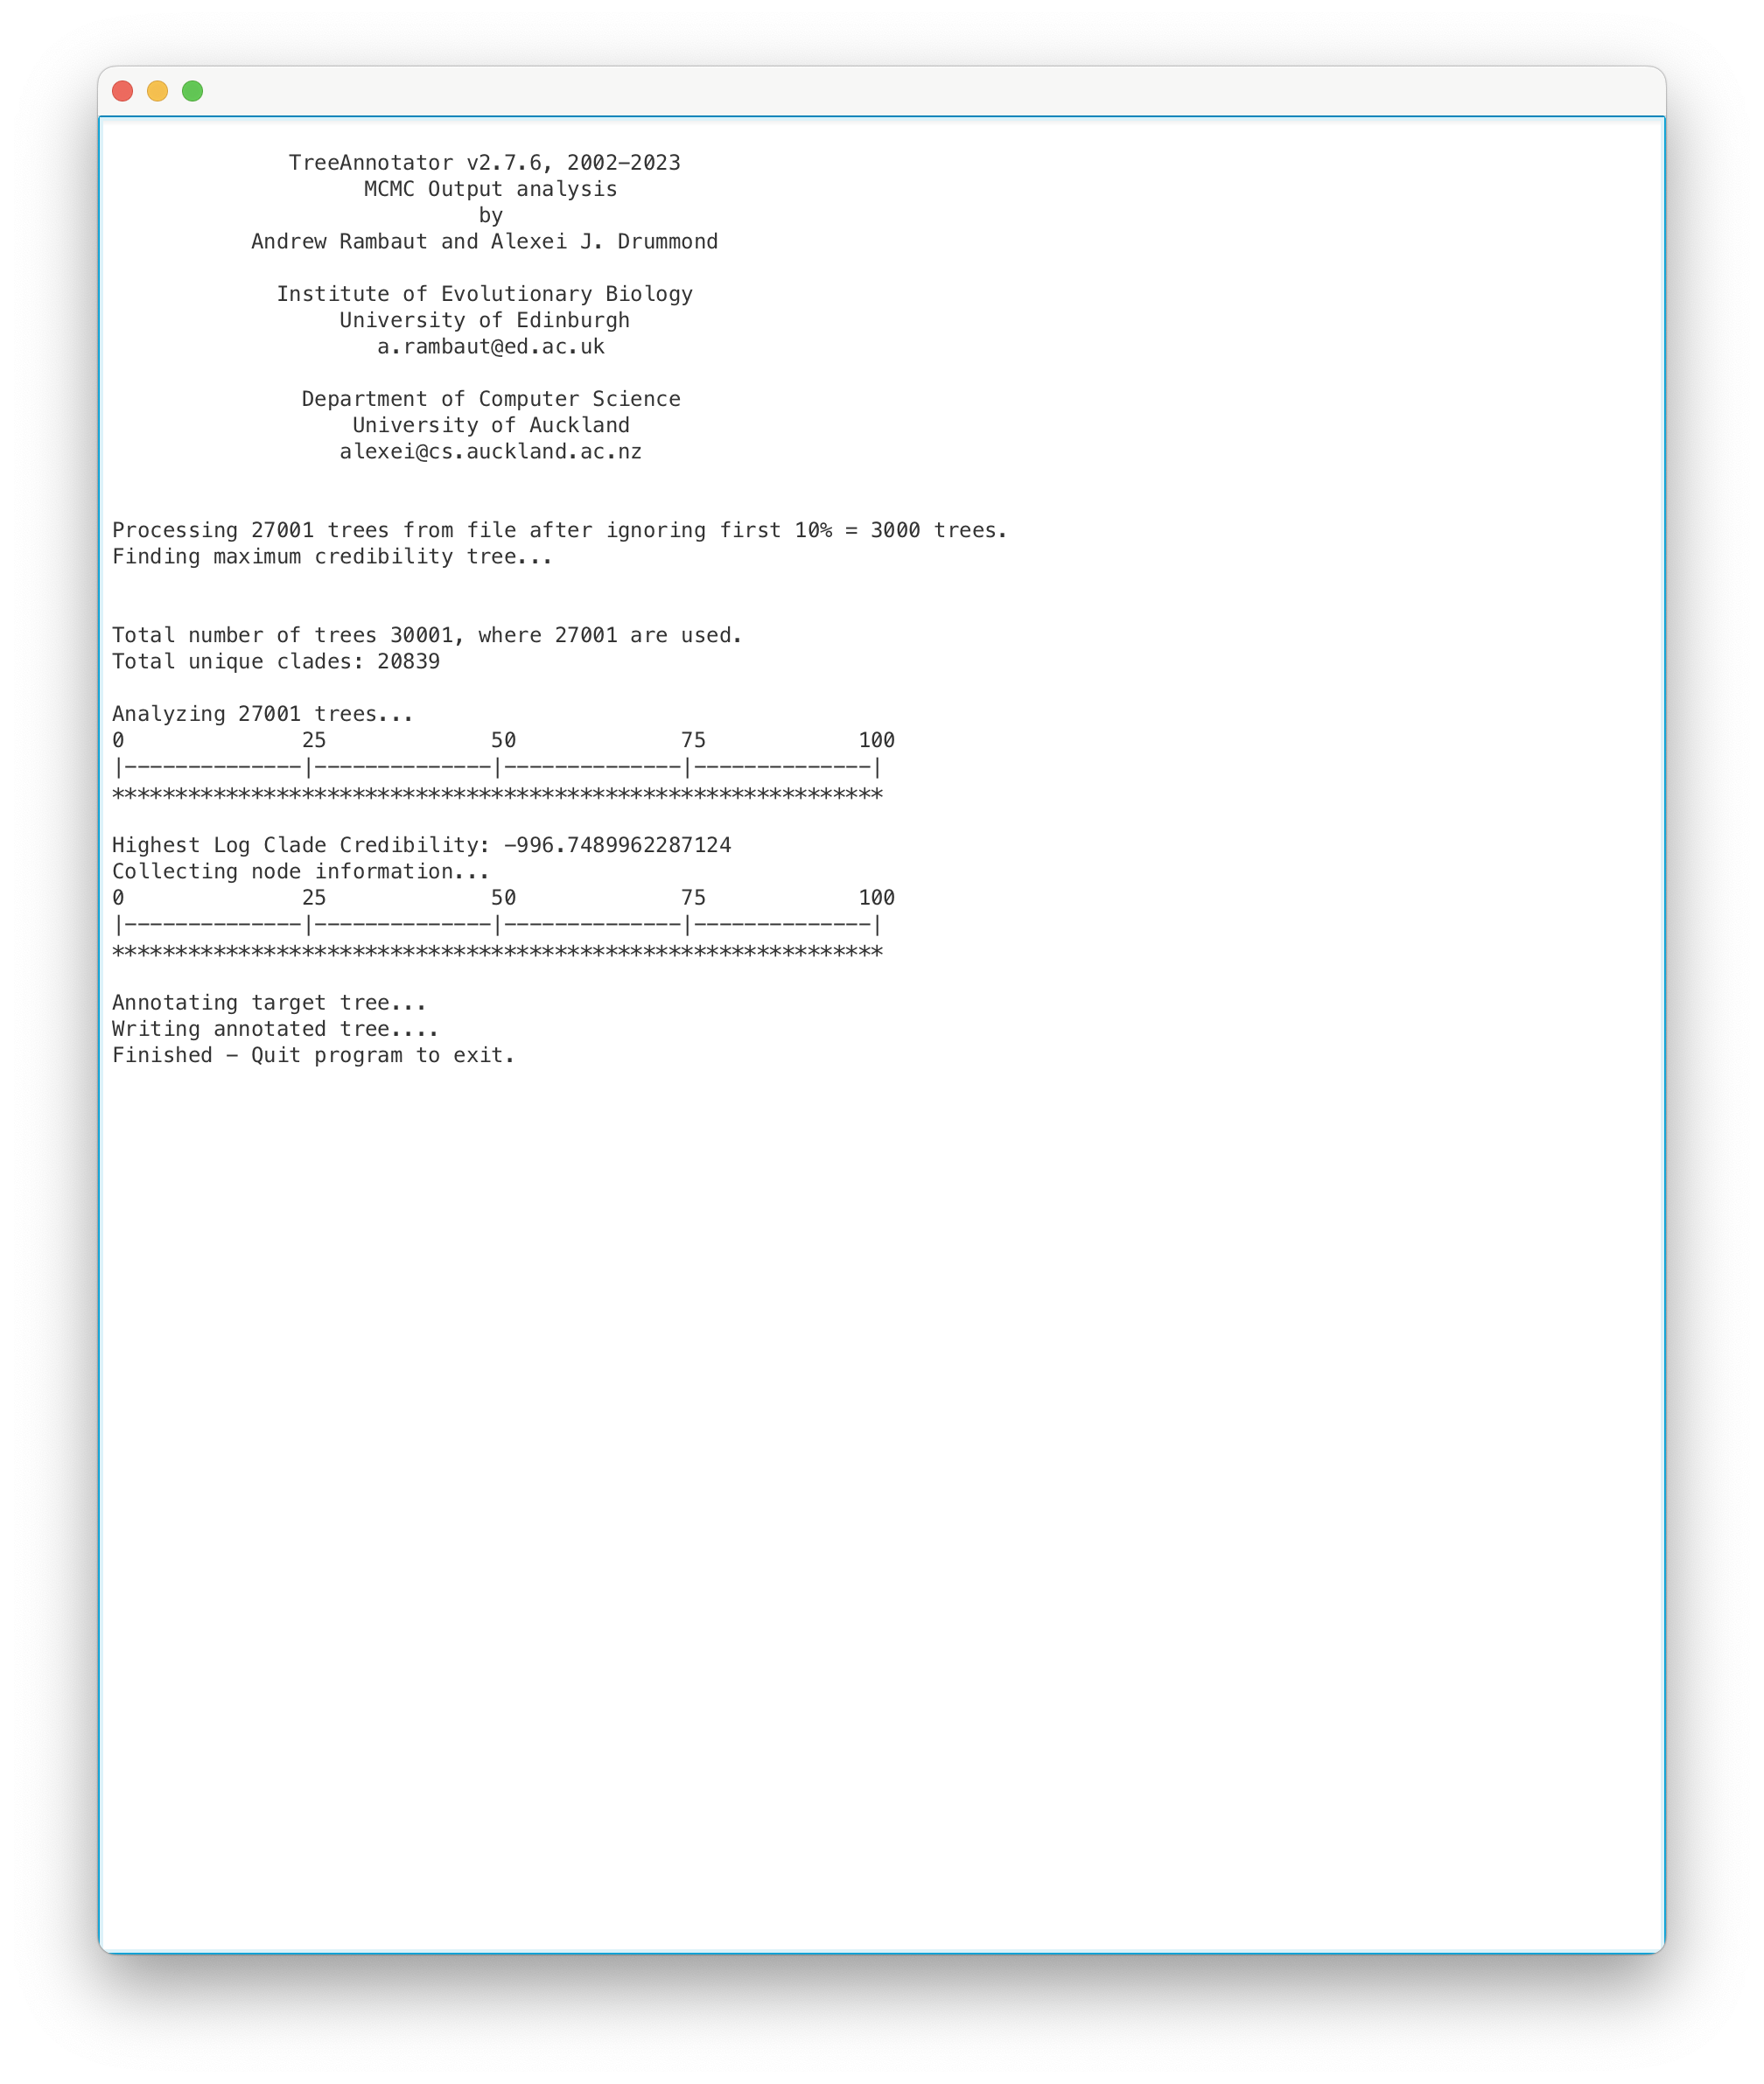 TreeAnnotator v2.7.6, 2002-2023
MCMC Output analysis
by
Andrew Rambaut and Alexei J. Drummond
Institute of Evolutionary Biology
University of Edinburgh
a.rambaut@ed.ac.uk
Department of Computer Science
University of Auckland
alexei@cs.auckland.ac.nz
Processing 27001 trees from file after ignoring first 10% = 3000 trees.
Finding maximum credibility tree...
Total number of trees 30001, where 27001 are used.
Total unique clades: 20839
Analyzing 27001 trees...
0              25             50             75            100
|--------------|--------------|--------------|--------------|
*************************************************************
Highest Log Clade Credibility: -996.7489962287124
Collecting node information...
0              25             50             75            100
|--------------|--------------|--------------|--------------|
*************************************************************
Annotating target tree...
Writing annotated tree....
Finished - Quit program to exit.